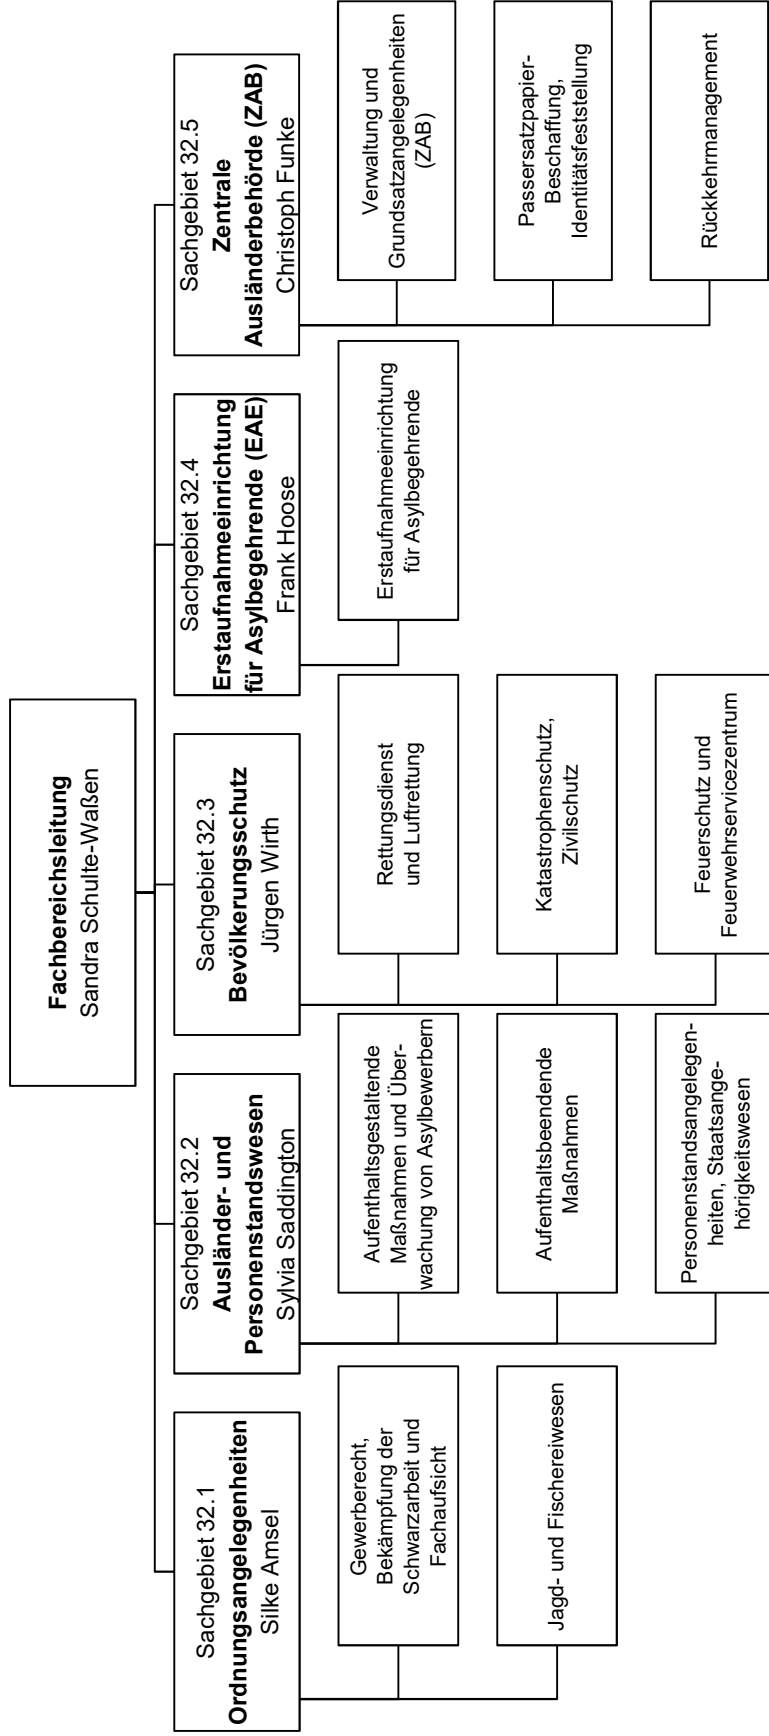 Fachbereichsleitung
Sandra Schulte-Waßen
Sachgebiet 32.1
Ordnungsangelegenheiten
Silke Amsel
Gewerberecht,
Bekämpfung der
Schwarzarbeit und
Fachaufsicht
Jagd- und Fischereiwesen
Sachgebiet 32.2
Ausländer- und
Personenstandswesen
Sylvia Saddington
Aufenthaltsgestaltende
Maßnahmen und Über-
wachung von Asylbewerbern
Aufenthaltsbeendende
Maßnahmen
Personenstandsangelegen-
heiten, Staatsange-
hörigkeitswesen
Sachgebiet 32.3
Bevölkerungsschutz
Jürgen Wirth
Rettungsdienst
und Luftrettung
Katastrophenschutz,
Zivilschutz
Feuerschutz und
Feuerwehrservicezentrum
Sachgebiet 32.4
Erstaufnahmeeinrichtung
für Asylbegehrende (EAE)
Frank Hoose
Erstaufnahmeeinrichtung
für Asylbegehrende
Sachgebiet 32.5
Zentrale
Ausländerbehörde (ZAB)
Christoph Funke
Verwaltung und
Grundsatzangelegenheiten
(ZAB)
Passersatzpapier-
Beschaffung,
Identitätsfeststellung
Rückkehrmanagement